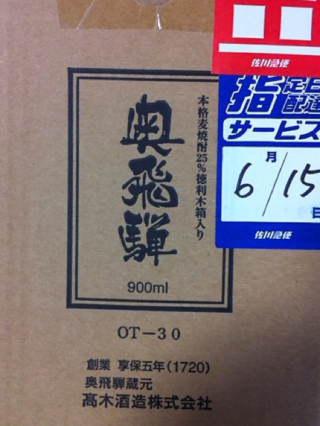 佐川急便
指定日
配達
サービス
月
6/15
日
佐川急便
本格麦焼酎25%徳利木箱入り
奥飛騨
900ml
OT-30
創業 享保五年(1720)
奥飛騨蔵元
髙木酒造株式会社